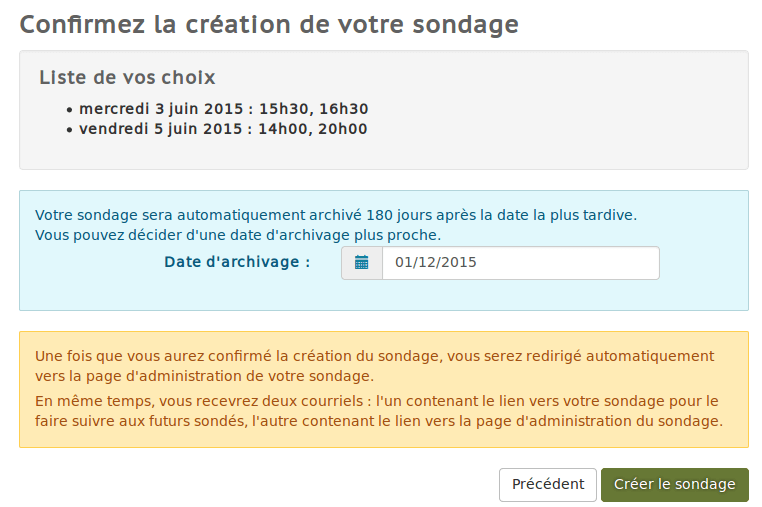 Confirmez la création de votre sondage
Liste de vos choix
• mercredi 3 juin 2015 : 15h30, 16h30
• vendredi 5 juin 2015 : 14h00, 20h00
Votre sondage sera automatiquement archivé 180 jours après la date la plus tardive.
Vous pouvez décider d'une date d'archivage plus proche.
Date d'archivage : 01/12/2015
Une fois que vous aurez confirmé la création du sondage, vous serez redirigé automatiquement
vers la page d'administration de votre sondage.
En même temps, vous recevrez deux courriels : l'un contenant le lien vers votre sondage pour le
faire suivre aux futurs sondés, l'autre contenant le lien vers la page d'administration du sondage.
Précédent Créer le sondage